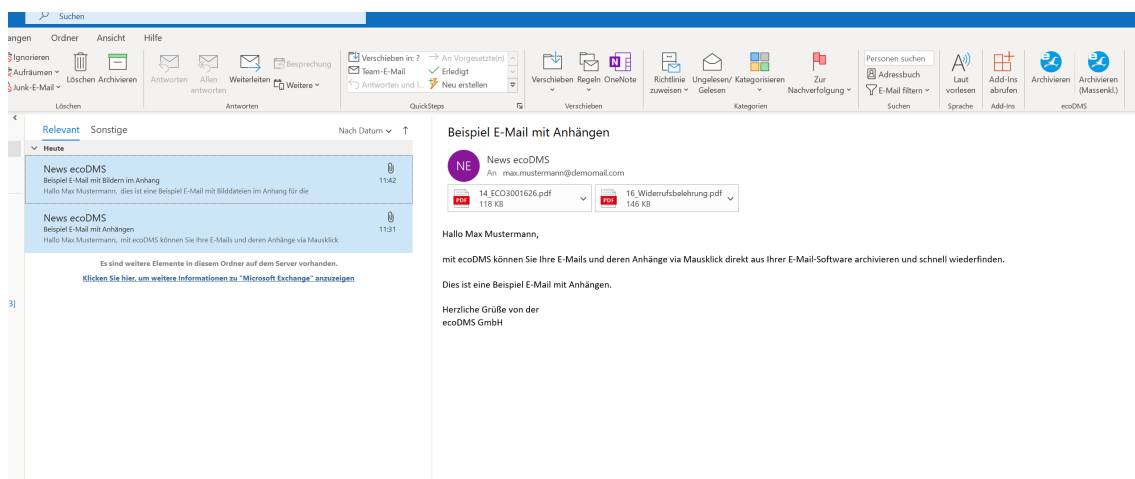 Suchen
Ordner Ansicht Hilfe
Ignorieren
Aufräumen
Junk-E-Mail
Löschen Archivieren
Löschen
Antworten Allen antworten Weiterleiten
Besprechung
Weitere
Antworten
Verschieben in: ?
Team-E-Mail
Antworten und l...
An Vorgesetzte(n)
Erledigt
Neu erstellen
QuickSteps
Verschieben Regeln OneNote
Verschieben
Richtlinie zuweisen Ungelesen/ Gelesen Kategorisieren Zur Nachverfolgung
Kategorien
Personen suchen
Adressbuch
E-Mail filtern
Suchen
Laut vorlesen
Sprache
Add-Ins abrufen
Add-Ins
Archivieren Archivieren (Massenkl.)
ecoDMS
Relevant Sonstige Nach Datum
Heute
News ecoDMS
Beispiel E-Mail mit Bildern im Anhang 11:42
Hallo Max Mustermann, dies ist eine Beispiel E-Mail mit Bilddateien im Anhang für die
News ecoDMS
Beispiel E-Mail mit Anhängen 11:31
Hallo Max Mustermann, mit ecoDMS können Sie Ihre E-Mails und deren Anhänge via Mausklick
Es sind weitere Elemente in diesem Ordner auf dem Server vorhanden.
Klicken Sie hier, um weitere Informationen zu "Microsoft Exchange" anzuzeigen
3]
Beispiel E-Mail mit Anhängen
NE
News ecoDMS
An max.mustermann@demomail.com
PDF
14_ECO3001626.pdf
118 KB
PDF
16_Widerrufsbelehrung.pdf
146 KB
Hallo Max Mustermann,
mit ecoDMS können Sie Ihre E-Mails und deren Anhänge via Mausklick direkt aus Ihrer E-Mail-Software archivieren und schnell wiederfinden.
Dies ist eine Beispiel E-Mail mit Anhängen.
Herzliche Grüße von der
ecoDMS GmbH